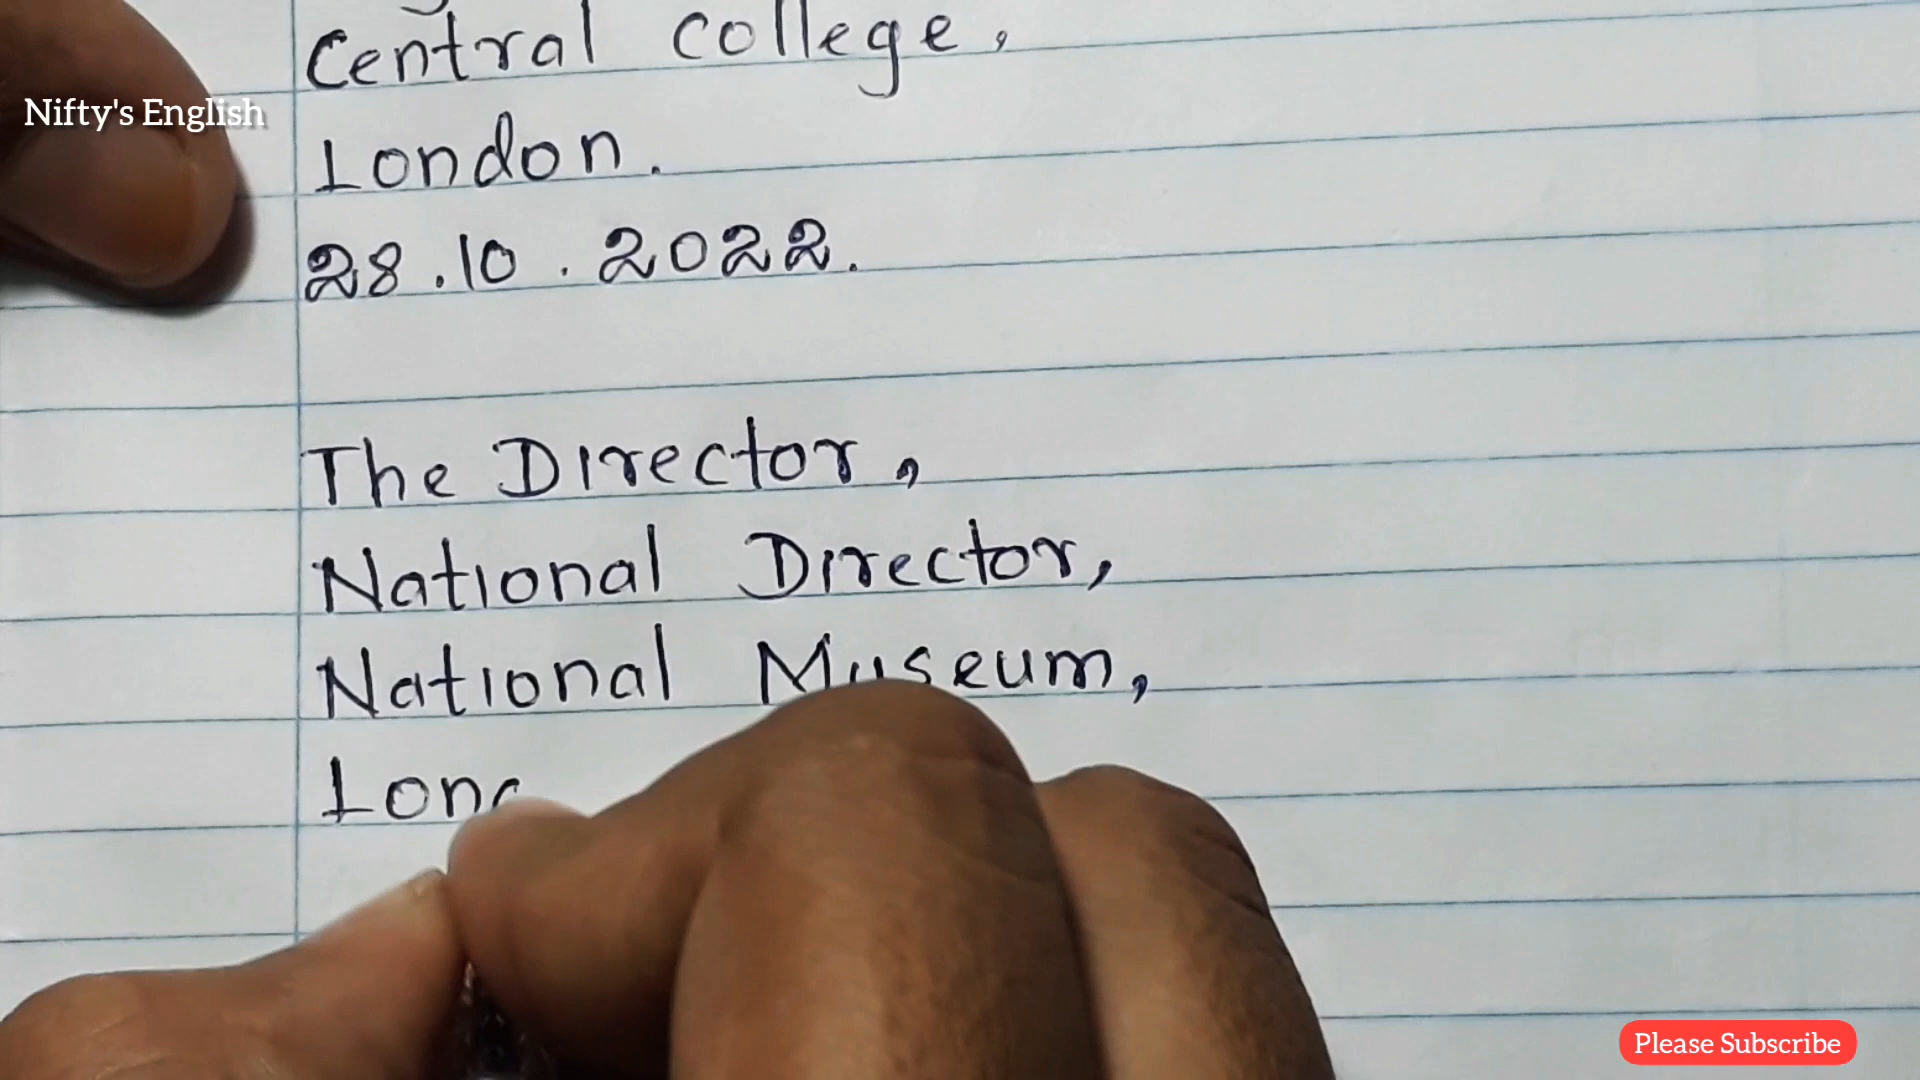 Central College,
Nifty's English
London.
28.10.2022.
The Director,
National Director,
National Museum,
Please Subscribe